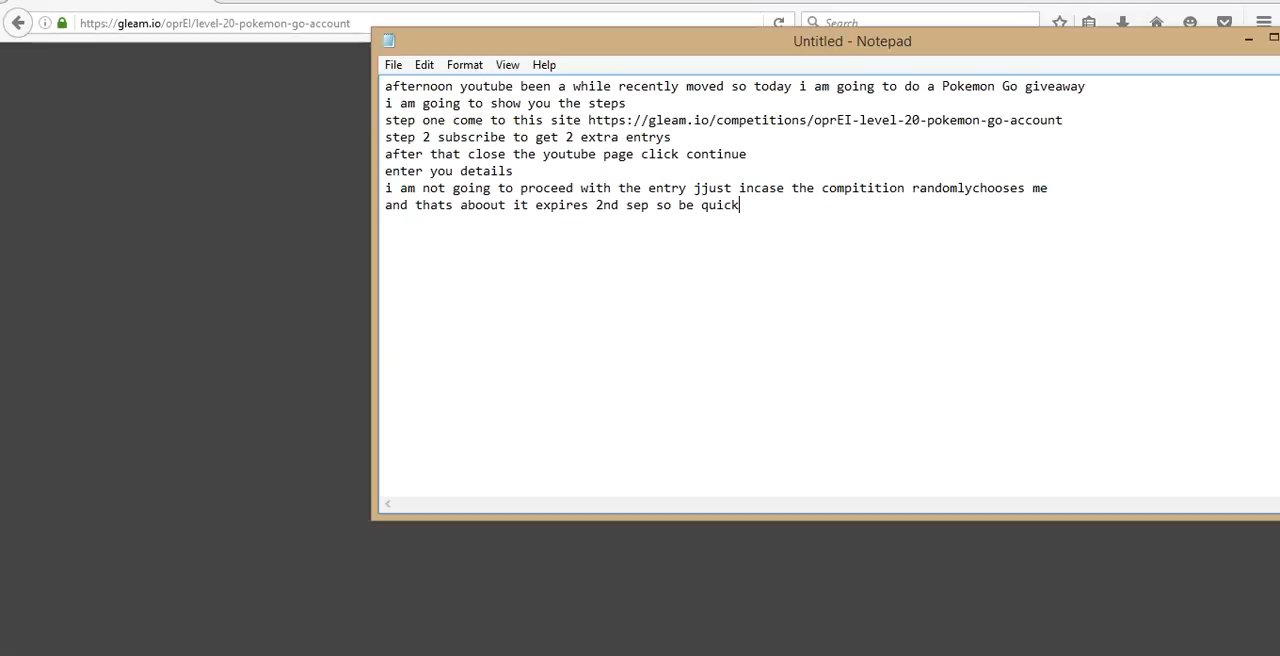 https://gleam.io/oprEI/level-20-pokemon-go-account
Search
Untitled - Notepad
File Edit Format View Help
afternoon youtube been a while recently moved so today i am going to do a Pokemon Go giveaway
i am going to show you the steps
step one come to this site https://gleam.io/competitions/oprEI-level-20-pokemon-go-account
step 2 subscribe to get 2 extra entrys
after that close the youtube page click continue
enter you details
i am not going to proceed with the entry jjust incase the compitition randomlychooses me
and thats aboout it expires 2nd sep so be quick